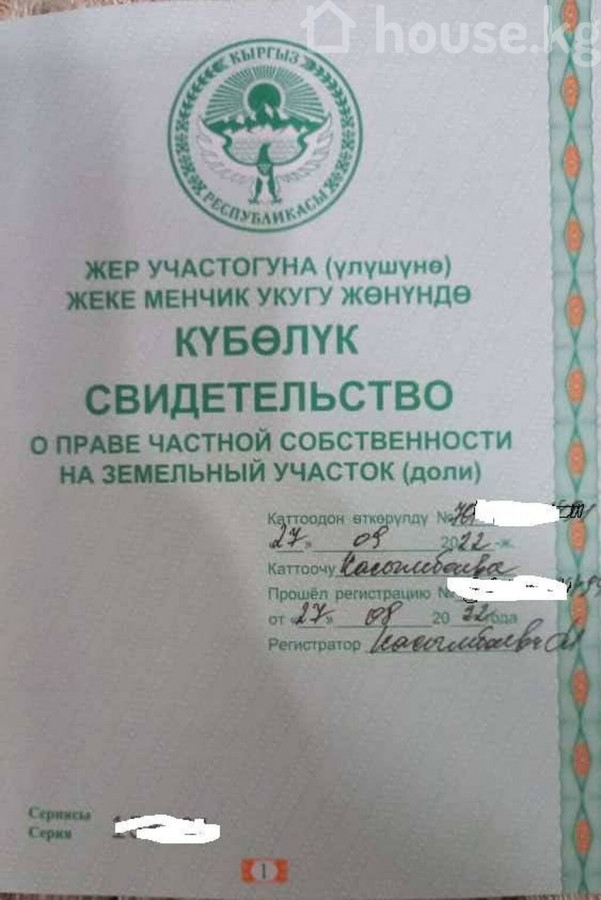 house.kg
КЫРГЫЗ
РЕСПУБЛИКАСЫ
ЖЕР УЧАСТОГУНА (үлүшүнө)
ЖЕКЕ МЕНЧИК УКУГУ ЖӨНҮНДӨ
КҮБӨЛҮК
СВИДЕТЕЛЬСТВО
О ПРАВЕ ЧАСТНОЙ СОБСТВЕННОСТИ
НА ЗЕМЕЛЬНЫЙ УЧАСТОК (доли)
Каттоодон өткөрүлдү №
«27» 09 2022 -ж.
Каттоочу Касымбаева
Прошёл регистрацию №
от «27» 2022 года
Регистратор Касымбаева
Сериясы
Серия
1